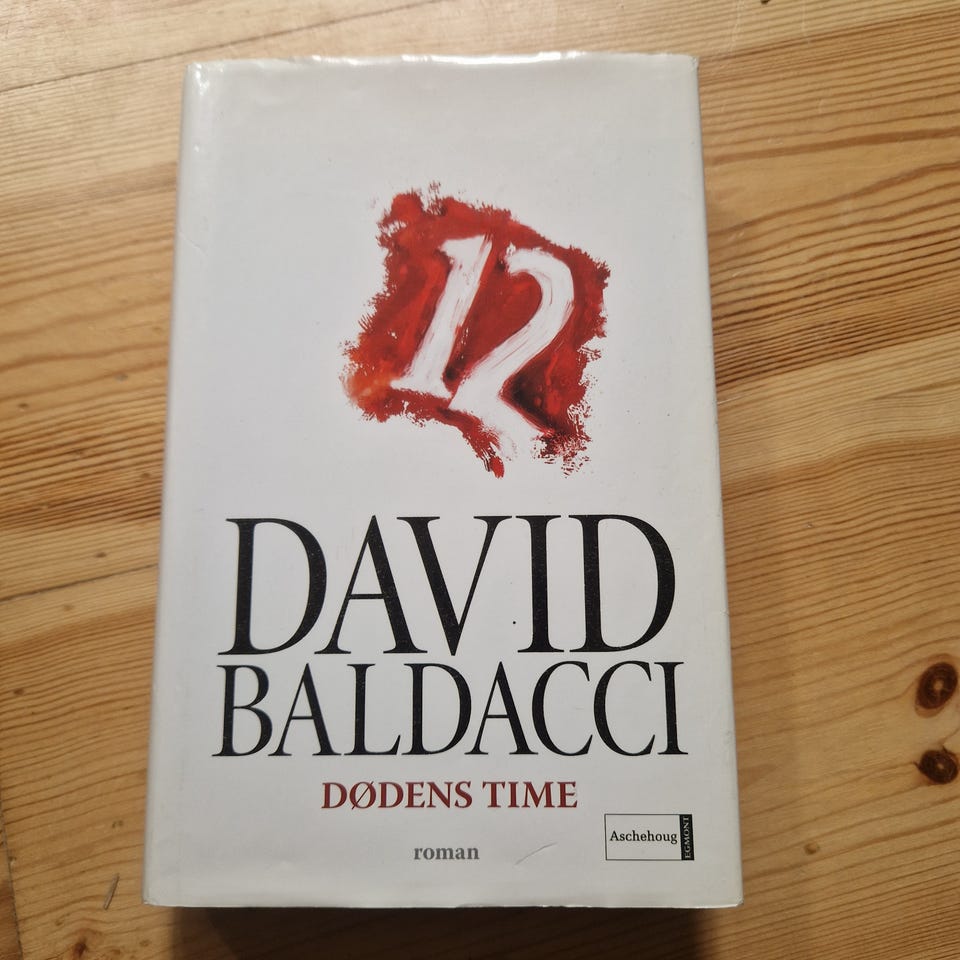 12
DAVID
BALDACCI
DØDENS TIME
roman
Aschehoug
EGMONT